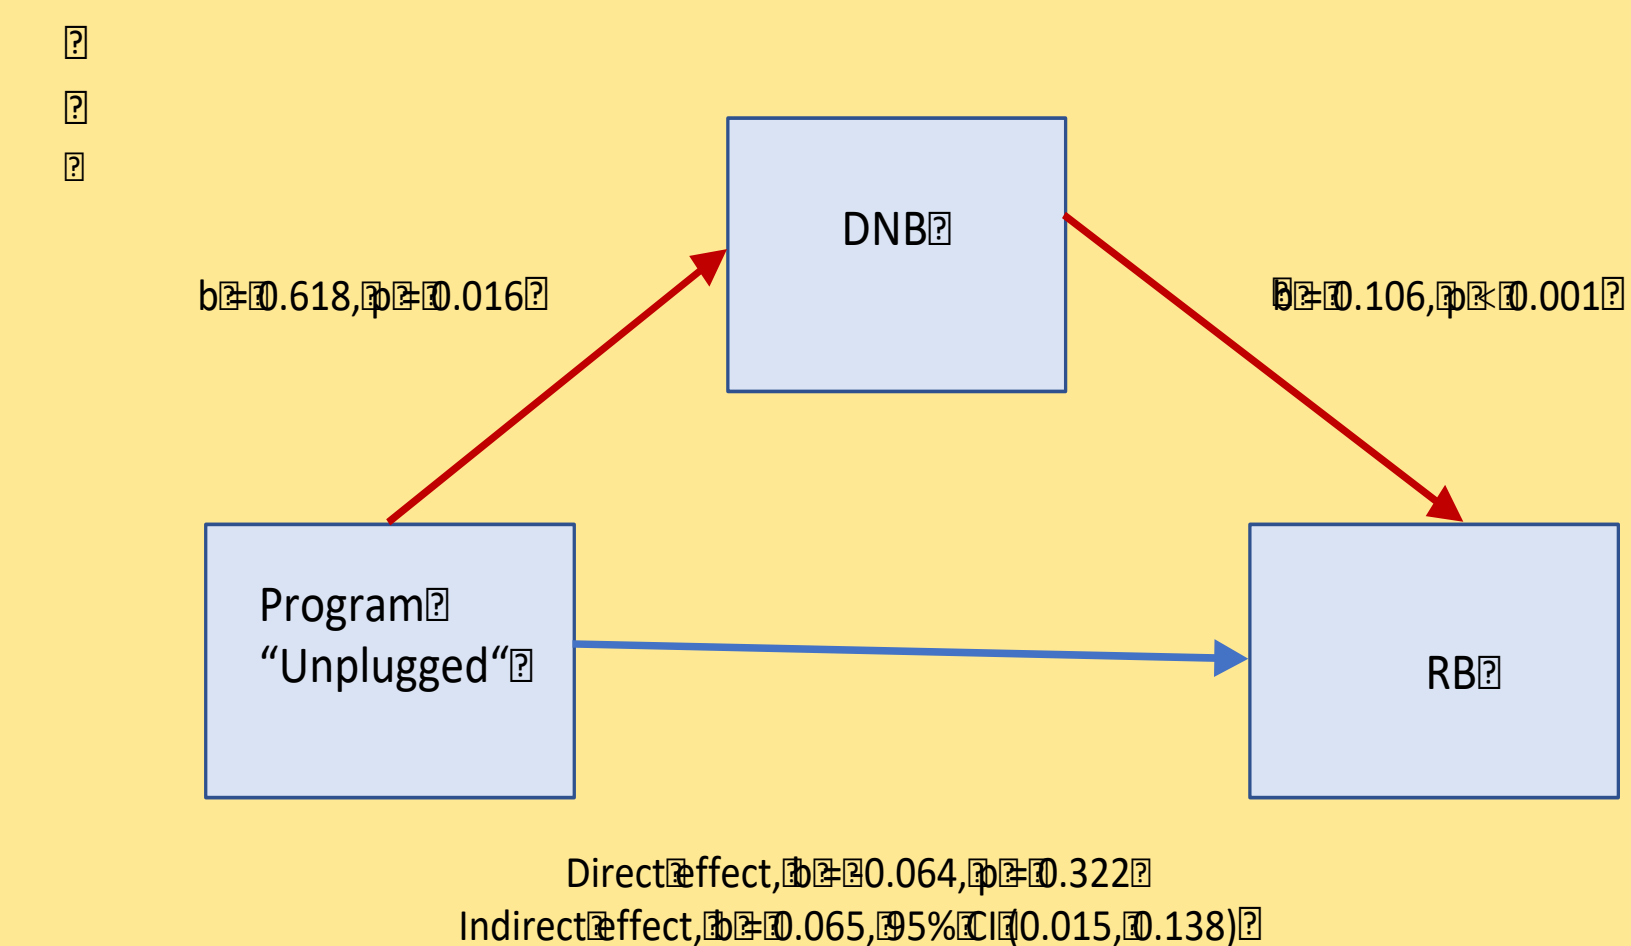 DNB
b = 0.618, p = 0.016
b = 0.106, p < 0.001
Program
“Unplugged“
RB
Direct effect, b = -0.064, p = 0.322
Indirect effect, b = 0.065, 95% CI (0.015, 0.138)